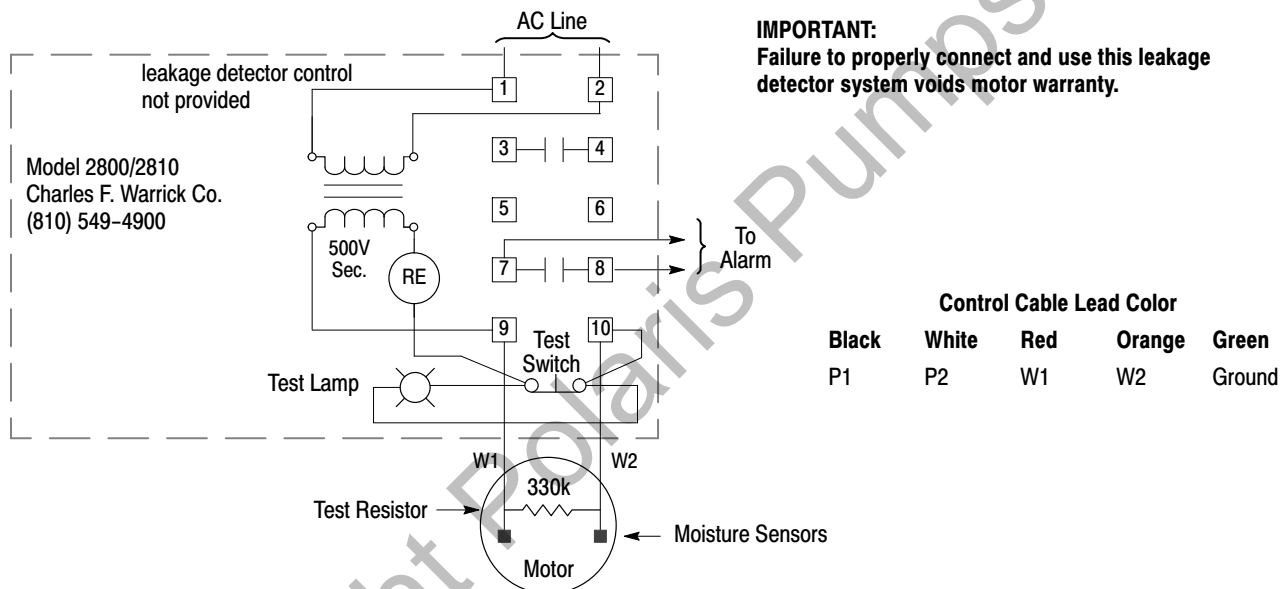 AC Line
IMPORTANT:
Failure to properly connect and use this leakage
detector system voids motor warranty.
leakage detector control
not provided
1
2
Model 2800/2810
Charles F. Warrick Co.
(810) 549-4900
3
4
5
6
500V
Sec.
RE
7
8
To
Alarm
9
10
Test
Switch
Test Lamp
Control Cable Lead Color
Black White Red Orange Green
P1 P2 W1 W2 Ground
W1
W2
330k
Test Resistor
Moisture Sensors
Motor
ht Polaris Pumps